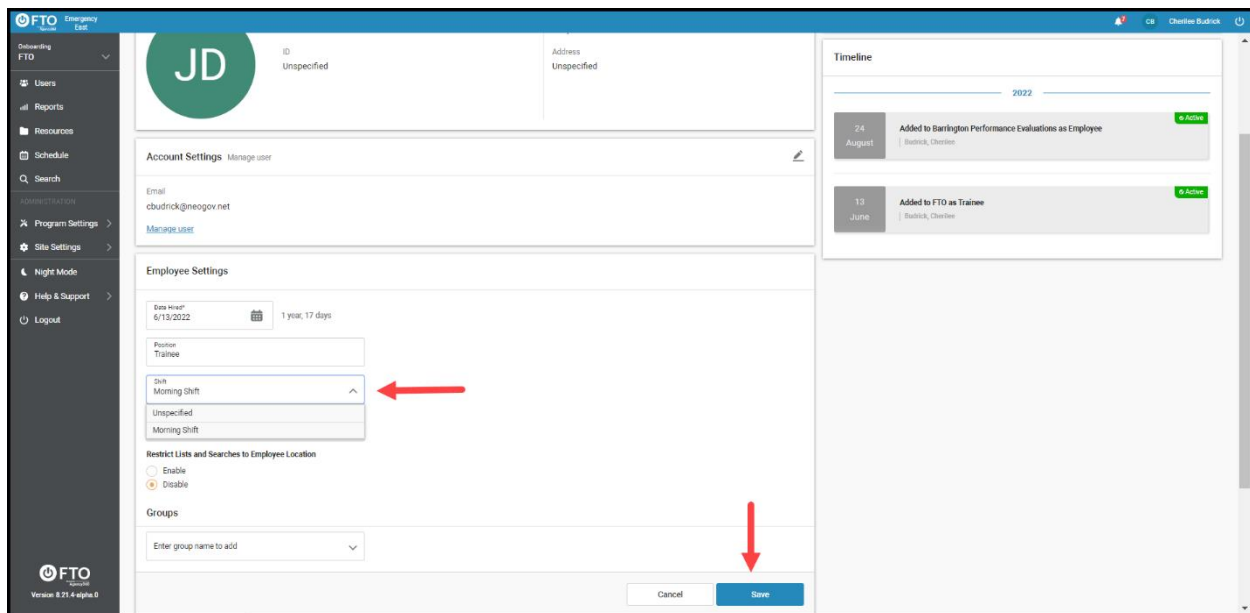 FTO
Emergency
East
2
CB
Cherilee Budrick
Onboarding
FTO
Users
Reports
Resources
Schedule
Search
ADMINISTRATION
Program Settings
Site Settings
Night Mode
Help & Support
Logout
FTO
Version 8.21.4-alpha.0
JD
ID
Unspecified
Address
Unspecified
Account Settings Manage user
Email
cbudrick@neogov.net
Manage user
Employee Settings
Date Hired*
6/13/2022
1 year, 17 days
Position
Trainee
Shift
Morning Shift
Unspecified
Morning Shift
Restrict Lists and Searches to Employee Location
Enable
Disable
Groups
Enter group name to add
Cancel
Save
Timeline
2022
24
August
Added to Barrington Performance Evaluations as Employee
Budrick, Cherilee
Active
13
June
Added to FTO as Trainee
Budrick, Cherilee
Active